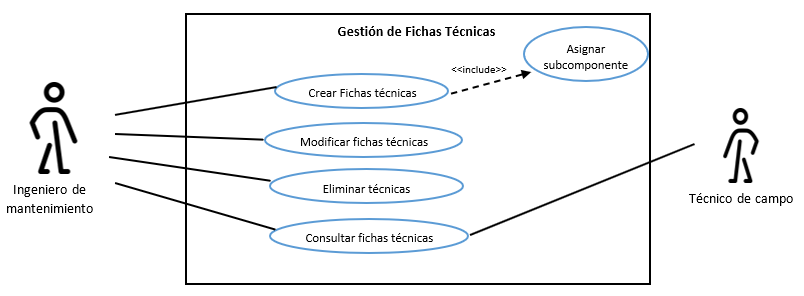 Gestión de Fichas Técnicas
Asignar
subcomponente
<<include>>
Crear Fichas técnicas
Modificar fichas técnicas
Eliminar técnicas
Consultar fichas técnicas
Ingeniero de
mantenimiento
Técnico de campo